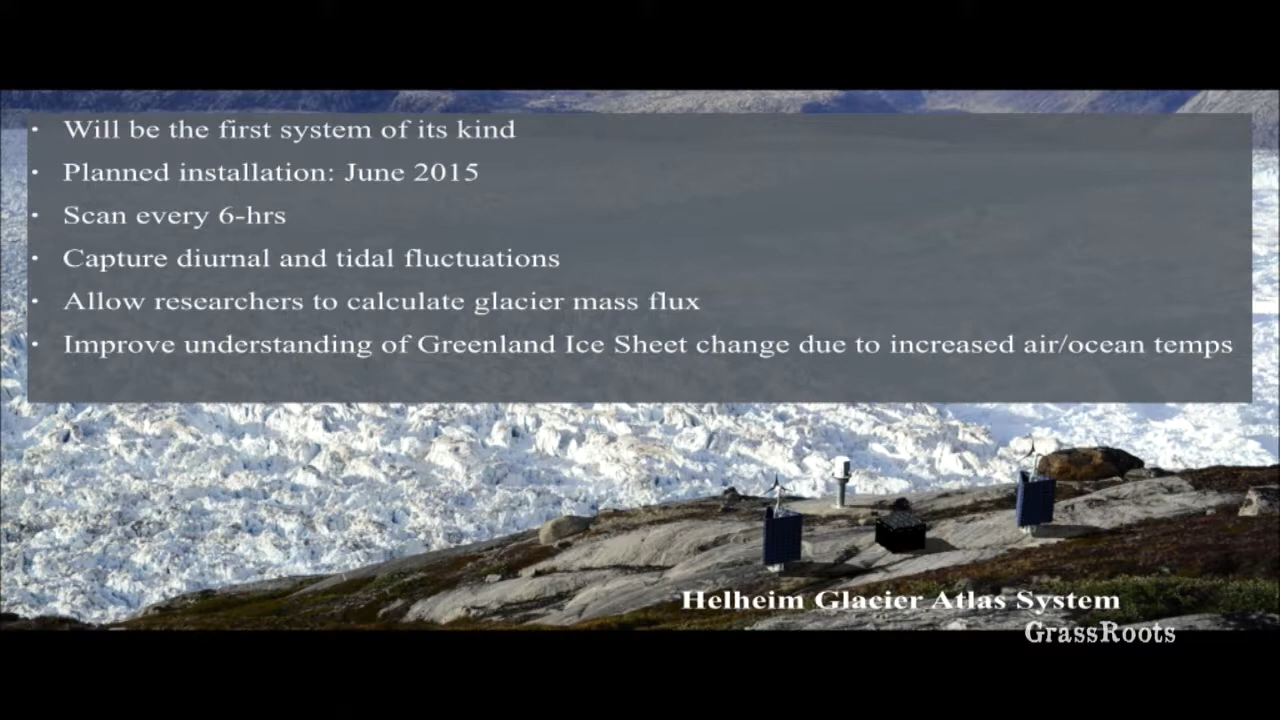 • Will be the first system of its kind
• Planned installation: June 2015
• Scan every 6-hrs
• Capture diurnal and tidal fluctuations
• Allow researchers to calculate glacier mass flux
• Improve understanding of Greenland Ice Sheet change due to increased air/ocean temps
Helheim Glacier Atlas System
GrassRoots